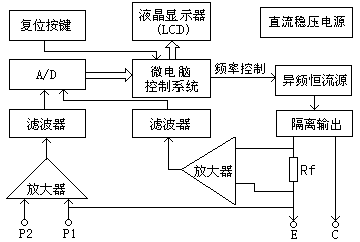 复位按键
液晶显示器
(LCD)
直流稳压电源
A/D
微电脑
控制系统
频率控制
异频恒流源
滤波器
滤波器
隔离输出
放大器
放大器
Rf
P2
P1
E
C